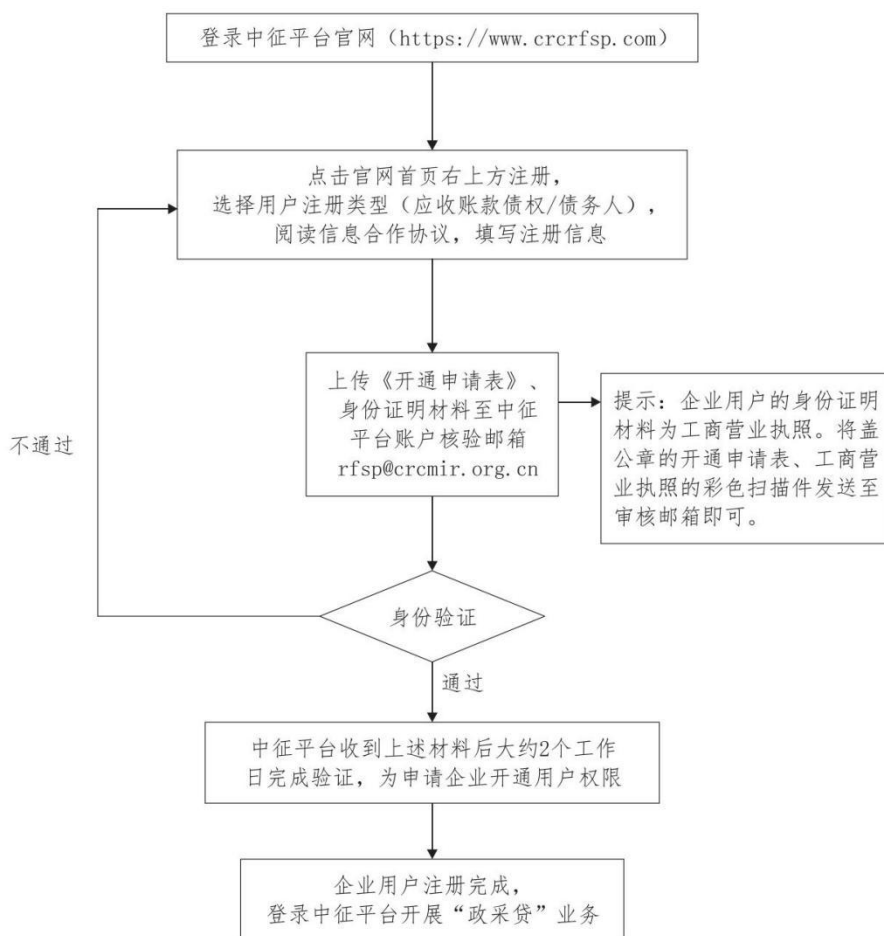 登录中征平台官网（https://www.crcrfsp.com）
点击官网首页右上方注册，
选择用户注册类型（应收账款债权/债务人），
阅读信息合作协议，填写注册信息
上传《开通申请表》、
身份证明材料至中征
平台账户核验邮箱
rfsp@crcmir.org.cn
提示：企业用户的身份证明
材料为工商营业执照。将盖
公章的开通申请表、工商营
业执照的彩色扫描件发送至
审核邮箱即可。
不通过
身份验证
通过
中征平台收到上述材料后大约2个工作
日完成验证，为申请企业开通用户权限
企业用户注册完成，
登录中征平台开展“政采贷”业务